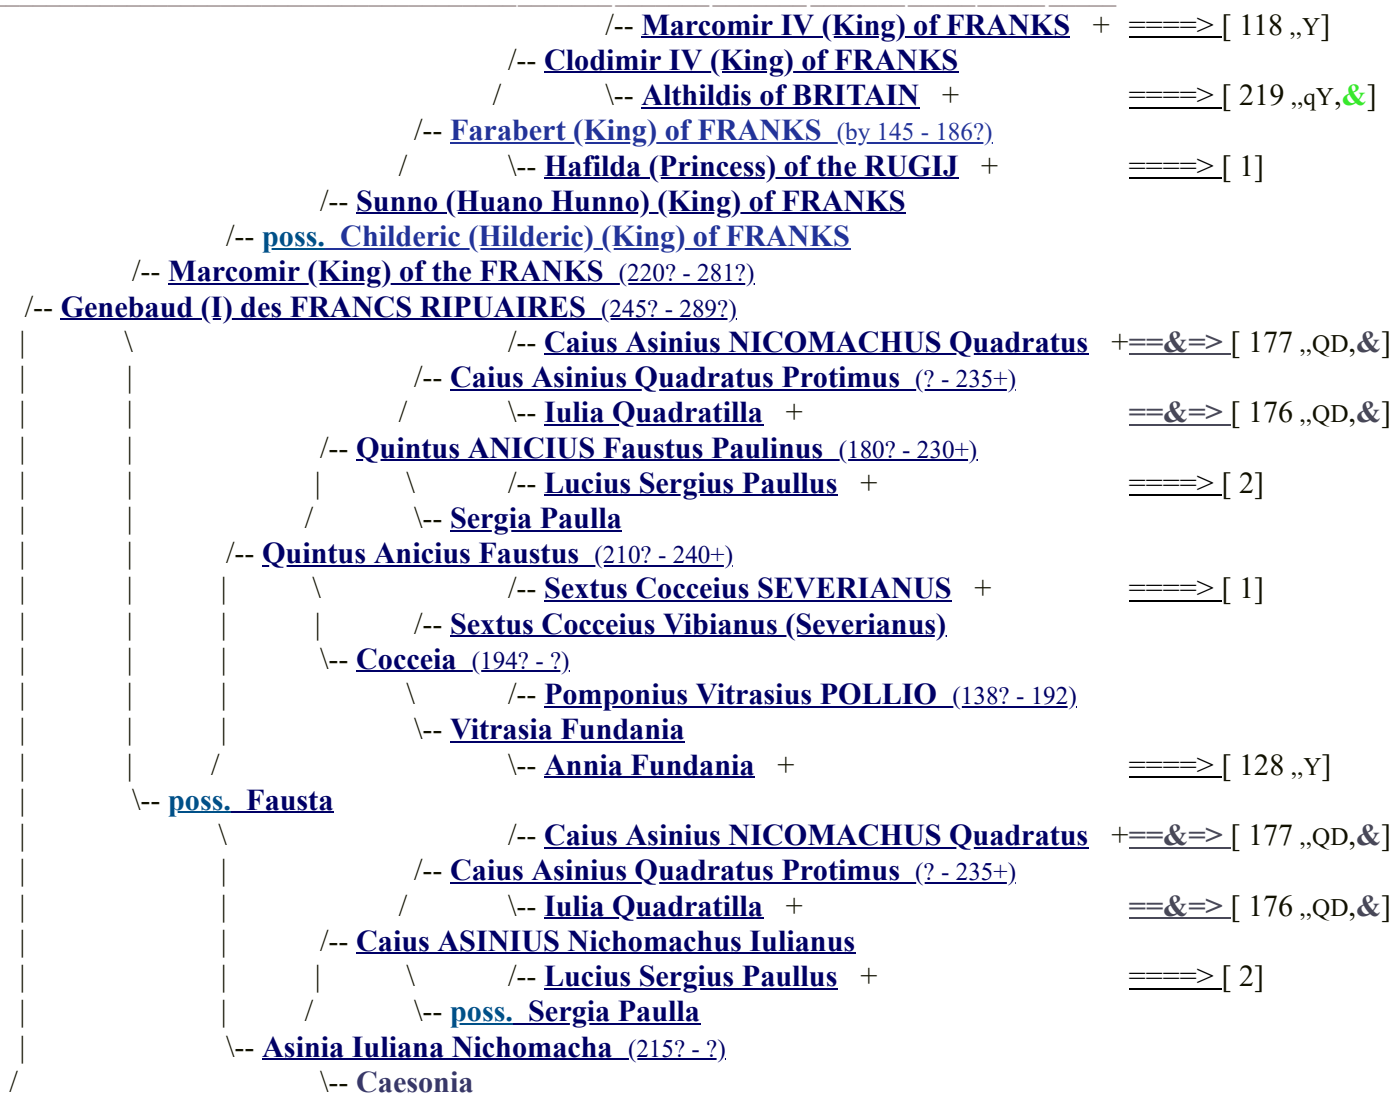 /-- Marcomir IV (King) of FRANKS + ====> [ 118 ,,Y]
/-- Clodimir IV (King) of FRANKS
/ \-- Althildis of BRITAIN + ====> [ 219 ,,qY,&]
/-- Farabert (King) of FRANKS (by 145 - 186?)
/ \-- Hafilda (Princess) of the RUGIJ + ====> [ 1]
/-- Sunno (Huano Hunno) (King) of FRANKS
/-- poss. Childeric (Hilderic) (King) of FRANKS
/-- Marcomir (King) of the FRANKS (220? - 281?)
/-- Genebaud (I) des FRANCS RIPUAIRES (245? - 289?)
| \ /-- Caius Asinius NICOMACHUS Quadratus +==&=> [ 177 ,,QD,&]
| | /-- Caius Asinius Quadratus Protimus (? - 235+)
| | / \-- Iulia Quadratilla + ==&=> [ 176 ,,QD,&]
| | /-- Quintus ANICIUS Faustus Paulinus (180? - 230+)
| | | \ /-- Lucius Sergius Paullus + ====> [ 2]
| | / \-- Sergia Paulla
| | /-- Quintus Anicius Faustus (210? - 240+)
| | | \ /-- Sextus Cocceius SEVERIANUS + ====> [ 1]
| | | | /-- Sextus Cocceius Vibianus (Severianus)
| | | \-- Cocceia (194? - ?)
| | | \ /-- Pomponius Vitrasius POLLIO (138? - 192)
| | | \-- Vitrasia Fundania
| | / \-- Annia Fundania + ====> [ 128 ,,Y]
| \-- poss. Fausta
| \ /-- Caius Asinius NICOMACHUS Quadratus +==&=> [ 177 ,,QD,&]
| | /-- Caius Asinius Quadratus Protimus (? - 235+)
| | / \-- Iulia Quadratilla + ==&=> [ 176 ,,QD,&]
| | /-- Caius ASINIUS Nichomachus Iulianus
| | | \ /-- Lucius Sergius Paullus + ====> [ 2]
| | / \-- poss. Sergia Paulla
| \-- Asinia Iuliana Nichomacha (215? - ?)
/ \-- Caesonia